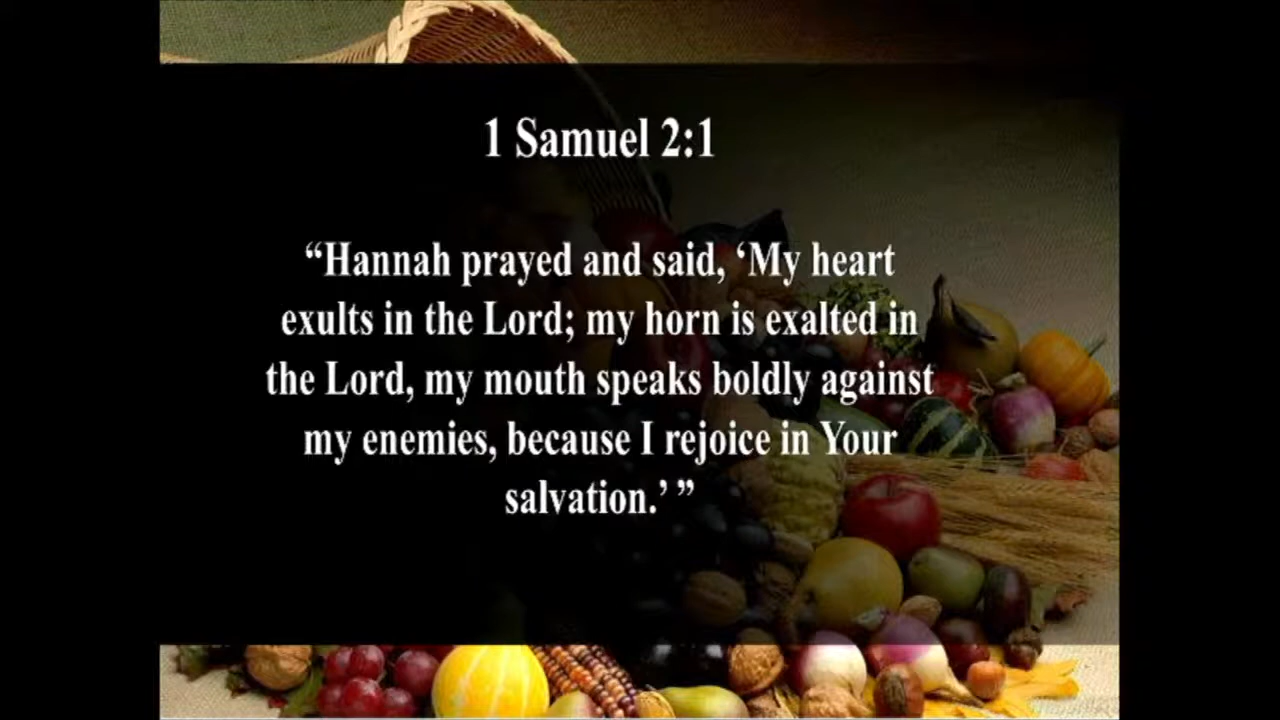 1 Samuel 2:1
“Hannah prayed and said, ‘My heart
exults in the Lord; my horn is exalted in
the Lord, my mouth speaks boldly against
my enemies, because I rejoice in Your
salvation.’ ”